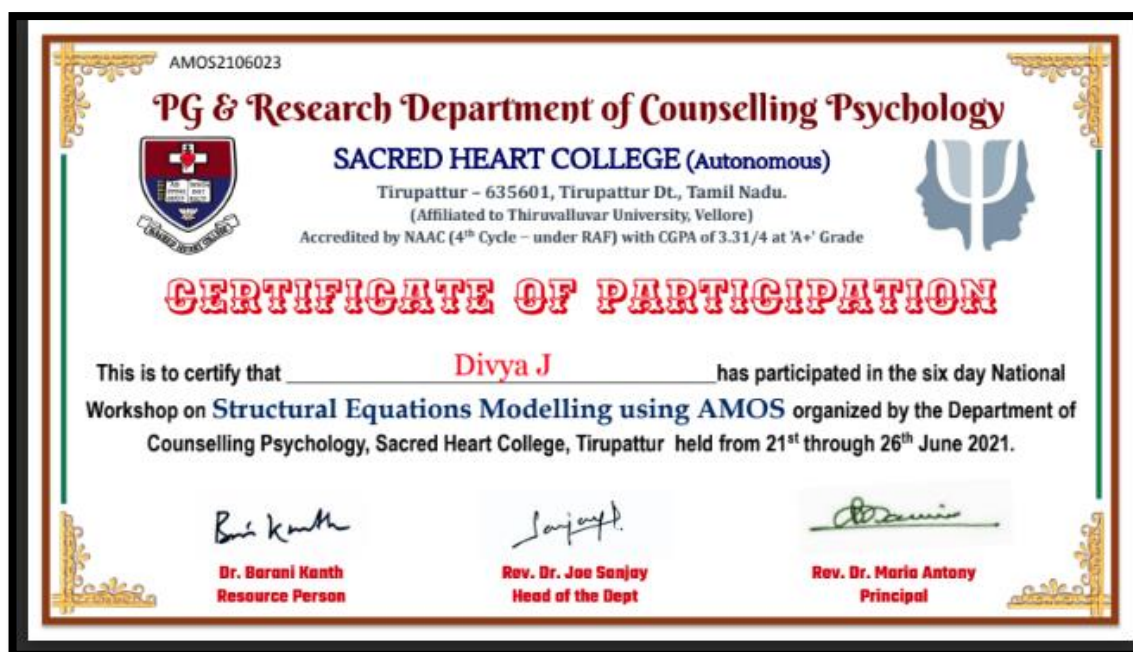 AMOS2106023
PG & Research Department of Counselling Psychology
SACRED HEART COLLEGE (Autonomous)
Tirupattur – 635601, Tirupattur Dt., Tamil Nadu.
(Affiliated to Thiruvalluvar University, Vellore)
Accredited by NAAC (4th Cycle – under RAF) with CGPA of 3.31/4 at 'A+' Grade
SACRED HEART COLLEGE
CERTIFICATE OF PARTICIPATION
This is to certify that Divya J has participated in the six day National
Workshop on Structural Equations Modelling using AMOS organized by the Department of
Counselling Psychology, Sacred Heart College, Tirupattur held from 21st through 26th June 2021.
Dr. Barani Kanth
Resource Person
Rev. Dr. Joe Sanjay
Head of the Dept
Rev. Dr. Maria Antony
Principal